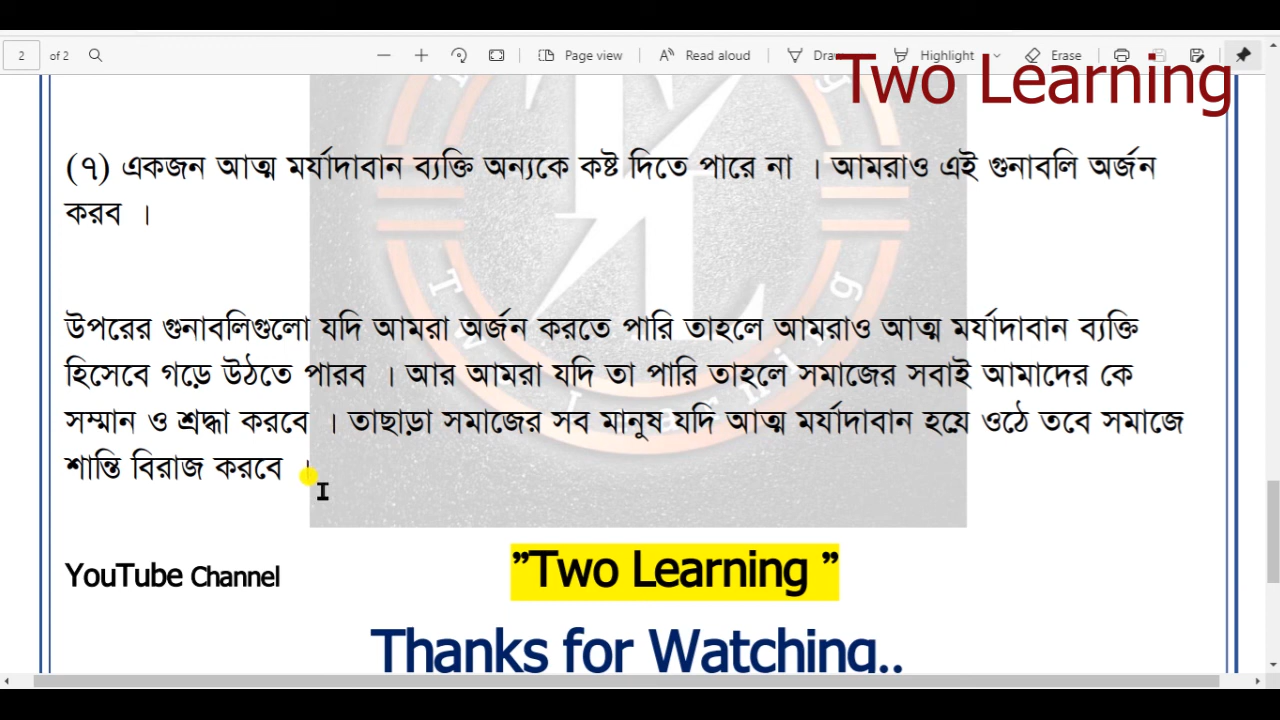 2 of 2 Page view Read aloud Draw Highlight Erase
Two Learning
(৭) একজন আত্ম মর্যাদাবান ব্যক্তি অন্যকে কষ্ট দিতে পারে না । আমরাও এই গুনাবলি অর্জন
করব ।
উপরের গুনাবলিগুলো যদি আমরা অর্জন করতে পারি তাহলে আমরাও আত্ম মর্যাদাবান ব্যক্তি
হিসেবে গড়ে উঠতে পারব । আর আমরা যদি তা পারি তাহলে সমাজের সবাই আমাদের কে
সম্মান ও শ্রদ্ধা করবে । তাছাড়া সমাজের সব মানুষ যদি আত্ম মর্যাদাবান হয়ে ওঠে তবে সমাজে
শান্তি বিরাজ করবে ।
YouTube Channel "Two Learning "
Thanks for Watching..